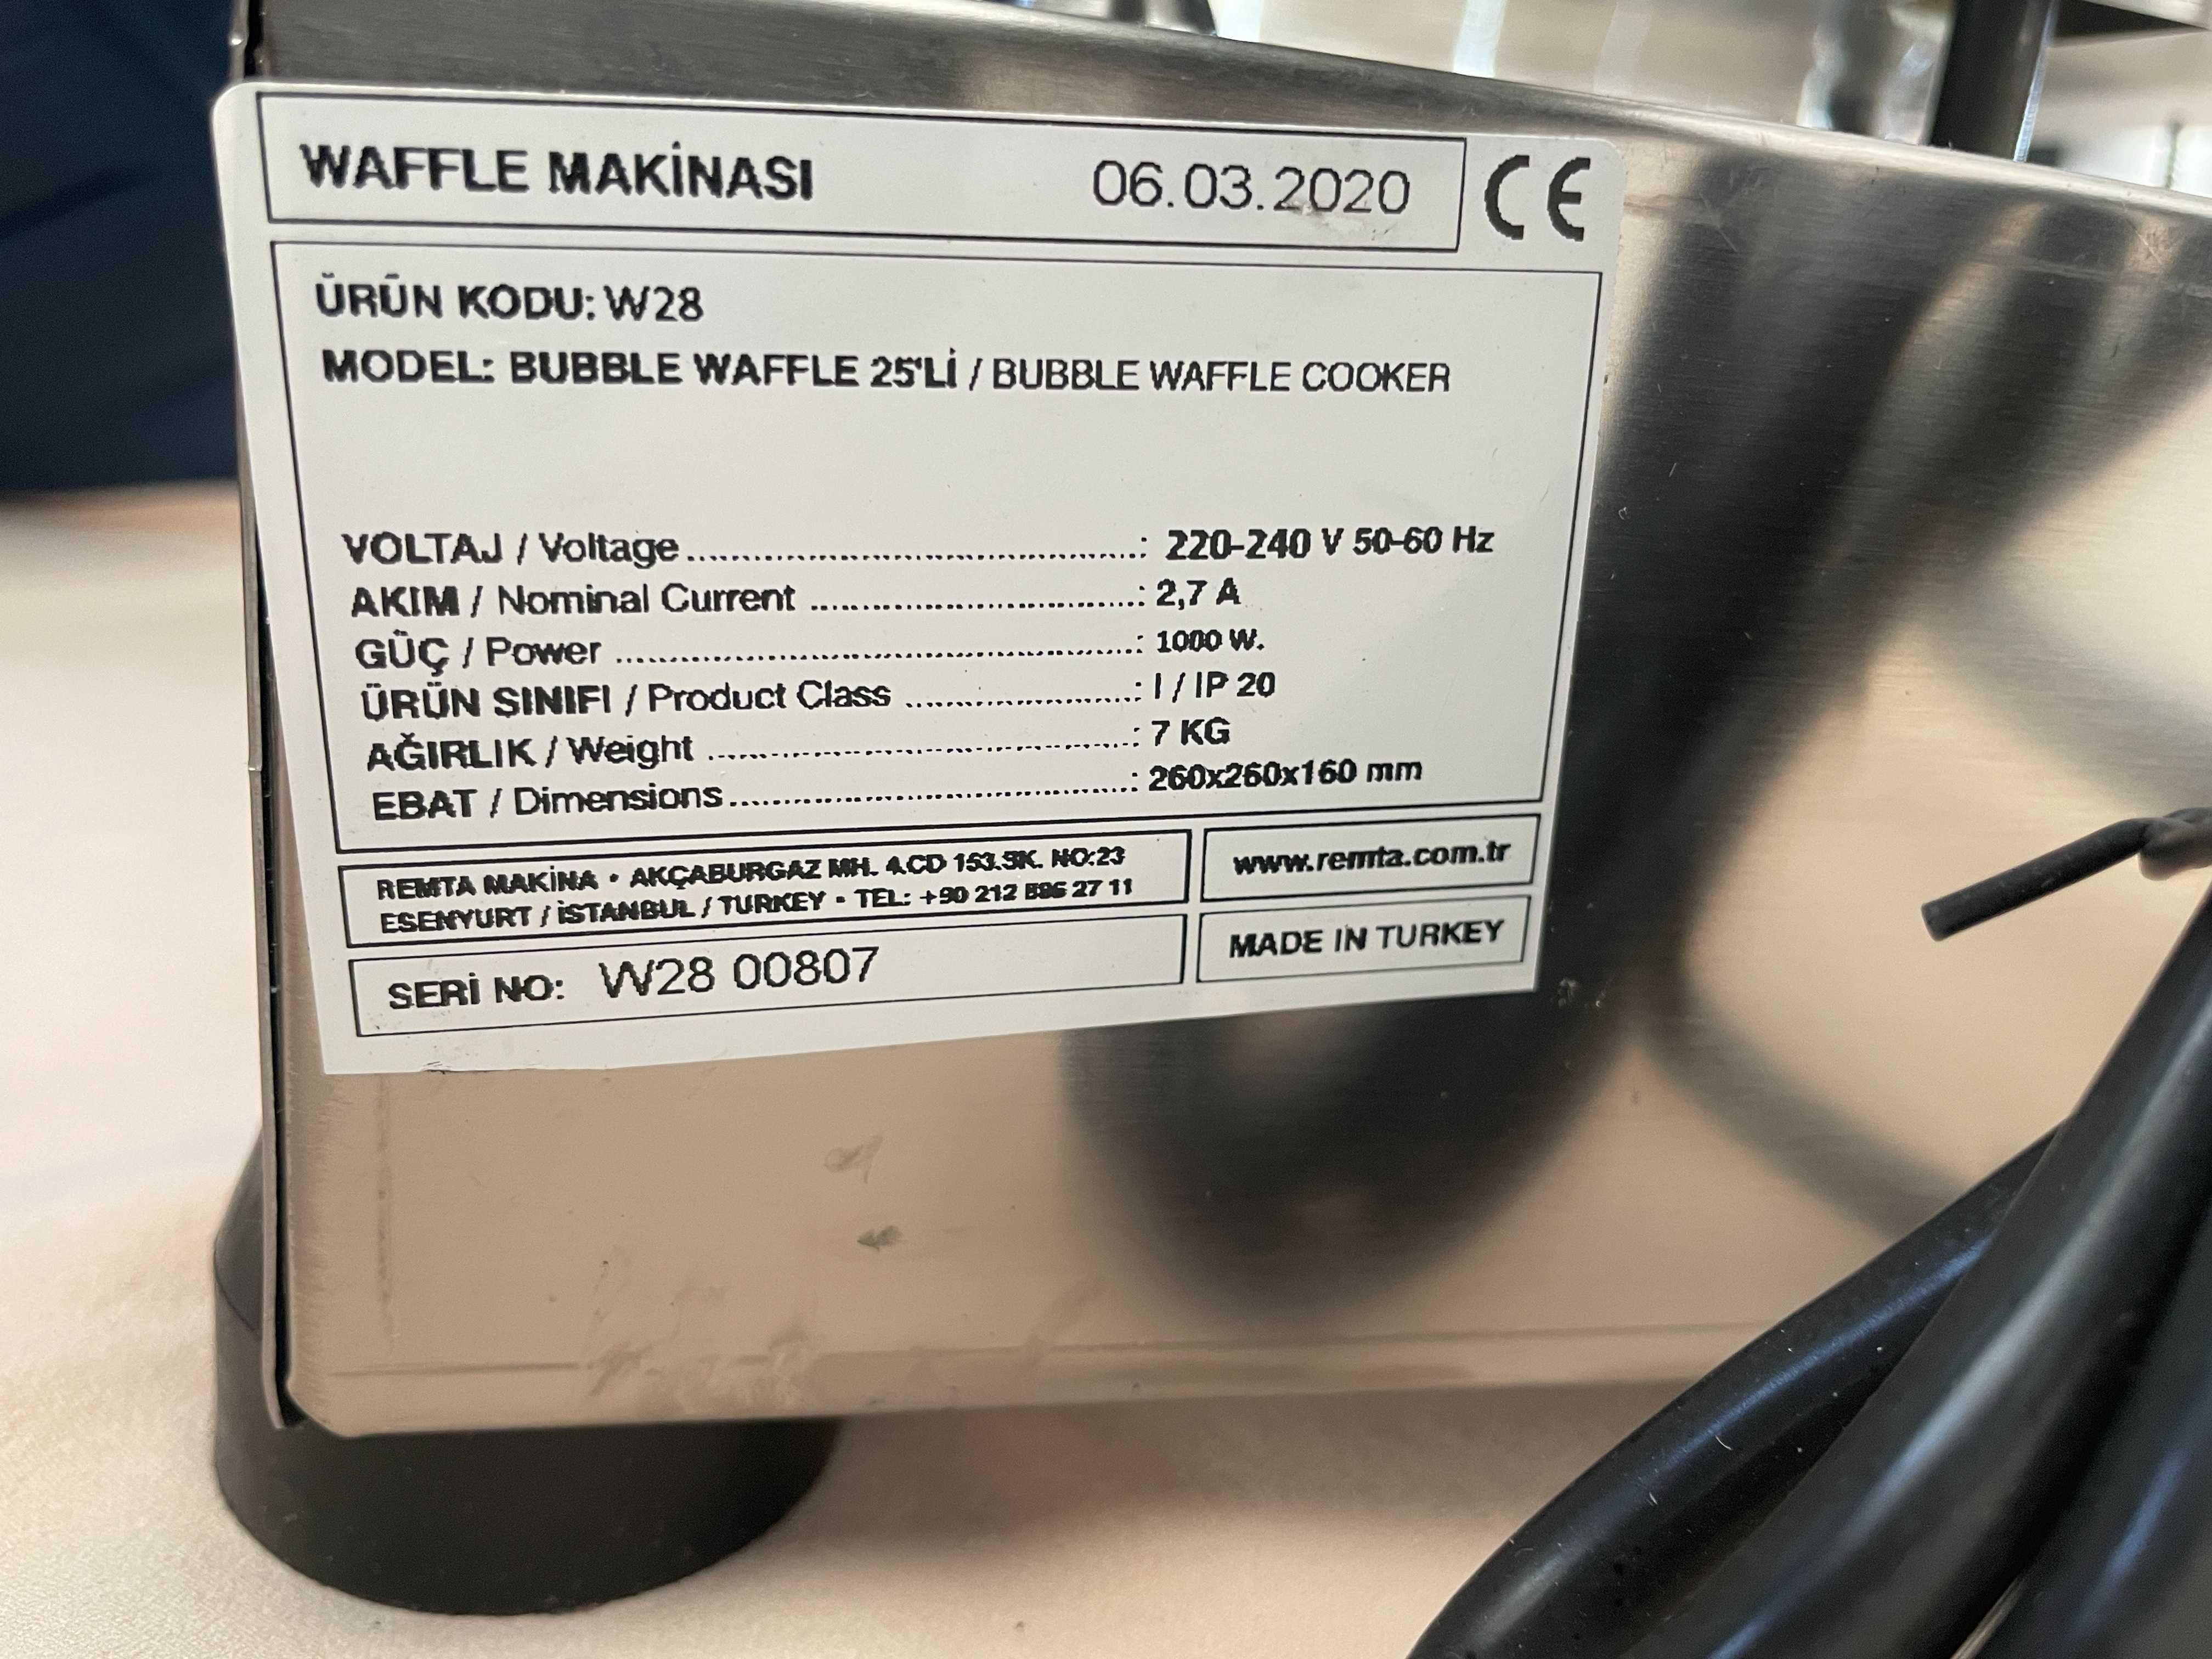 WAFFLE MAKİNASI 06.03.2020 CE
ÜRÜN KODU: W28
MODEL: BUBBLE WAFFLE 25'Lİ / BUBBLE WAFFLE COOKER
VOLTAJ / Voltage..........................................: 220-240 V 50-60 Hz
AKIM / Nominal Current ..................................: 2,7 A
GÜÇ / Power ......................................................: 1000 W.
ÜRÜN SINIFI / Product Class ........................: I / IP 20
AĞIRLIK / Weight ............................................: 7 KG
EBAT / Dimensions..........................................: 260x260x160 mm
REMTA MAKİNA • AKÇABURGAZ MH. 4.CD 153.SK. NO:23
ESENYURT / İSTANBUL / TURKEY • TEL: +90 212 886 27 11
www.remta.com.tr
SERİ NO: W28 00807
MADE IN TURKEY